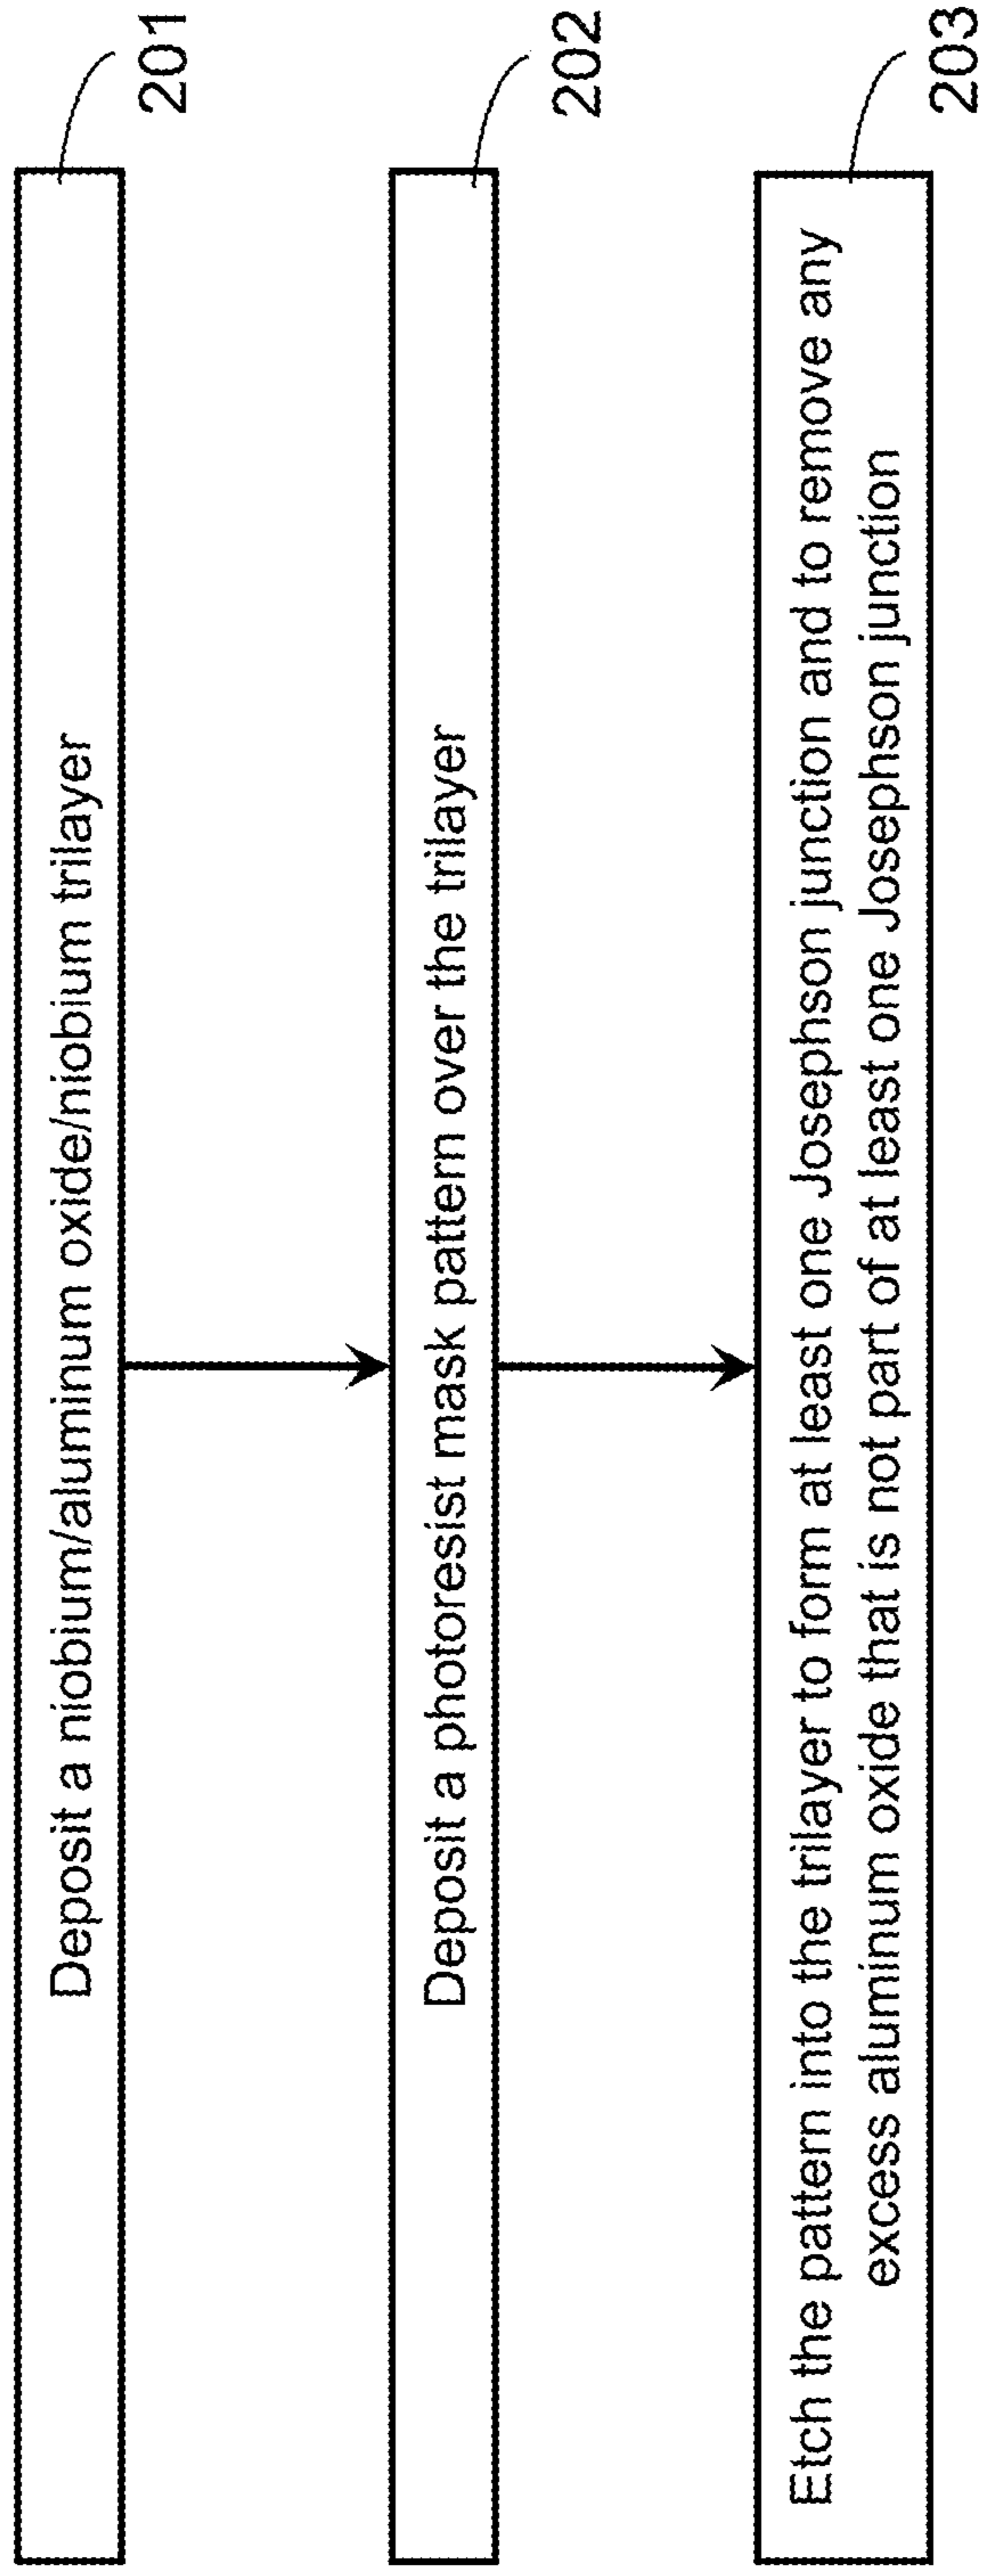 Deposit a niobium/aluminum oxide/niobium trilayer
201
Deposit a photoresist mask pattern over the trilayer
202
Etch the pattern into the trilayer to form at least one Josephson junction and to remove any
excess aluminum oxide that is not part of at least one Josephson junction
203